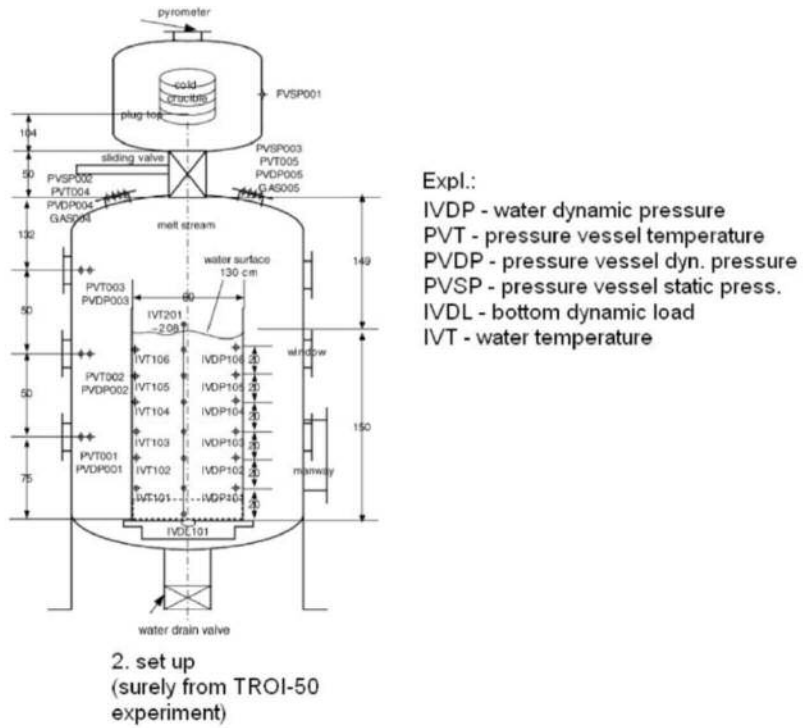 pyrometer
cold
crucible
plug top
PVSP001
104
50
sliding valve
PVSP002
PVT004
PVDP004
GAS004
PVSP003
PVT005
PVDP005
GAS005
melt stream
132
149
water surface
130 cm
PVT003
PVDP003
60
IVT201
~208
50
window
IVT106
IVDP106
20
PVT002
PVDP002
IVT105
IVDP105
20
IVT104
IVDP104
20
50
150
IVT103
IVDP103
20
PVT001
PVDP001
IVT102
IVDP102
20
manway
75
IVT101
IVDP101
20
IVDL101
water drain valve
2. set up
(surely from TROI-50
experiment)
Expl.:
IVDP - water dynamic pressure
PVT - pressure vessel temperature
PVDP - pressure vessel dyn. pressure
PVSP - pressure vessel static press.
IVDL - bottom dynamic load
IVT - water temperature